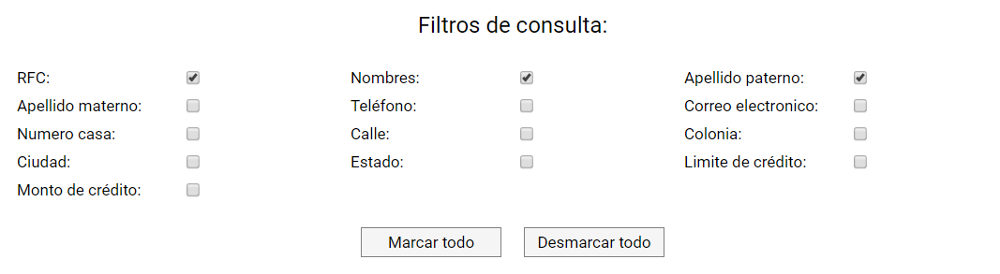 Filtros de consulta:
RFC: Nombres: Apellido paterno:
Apellido materno: Teléfono: Correo electronico:
Numero casa: Calle: Colonia:
Ciudad: Estado: Limite de crédito:
Monto de crédito:
Marcar todo Desmarcar todo